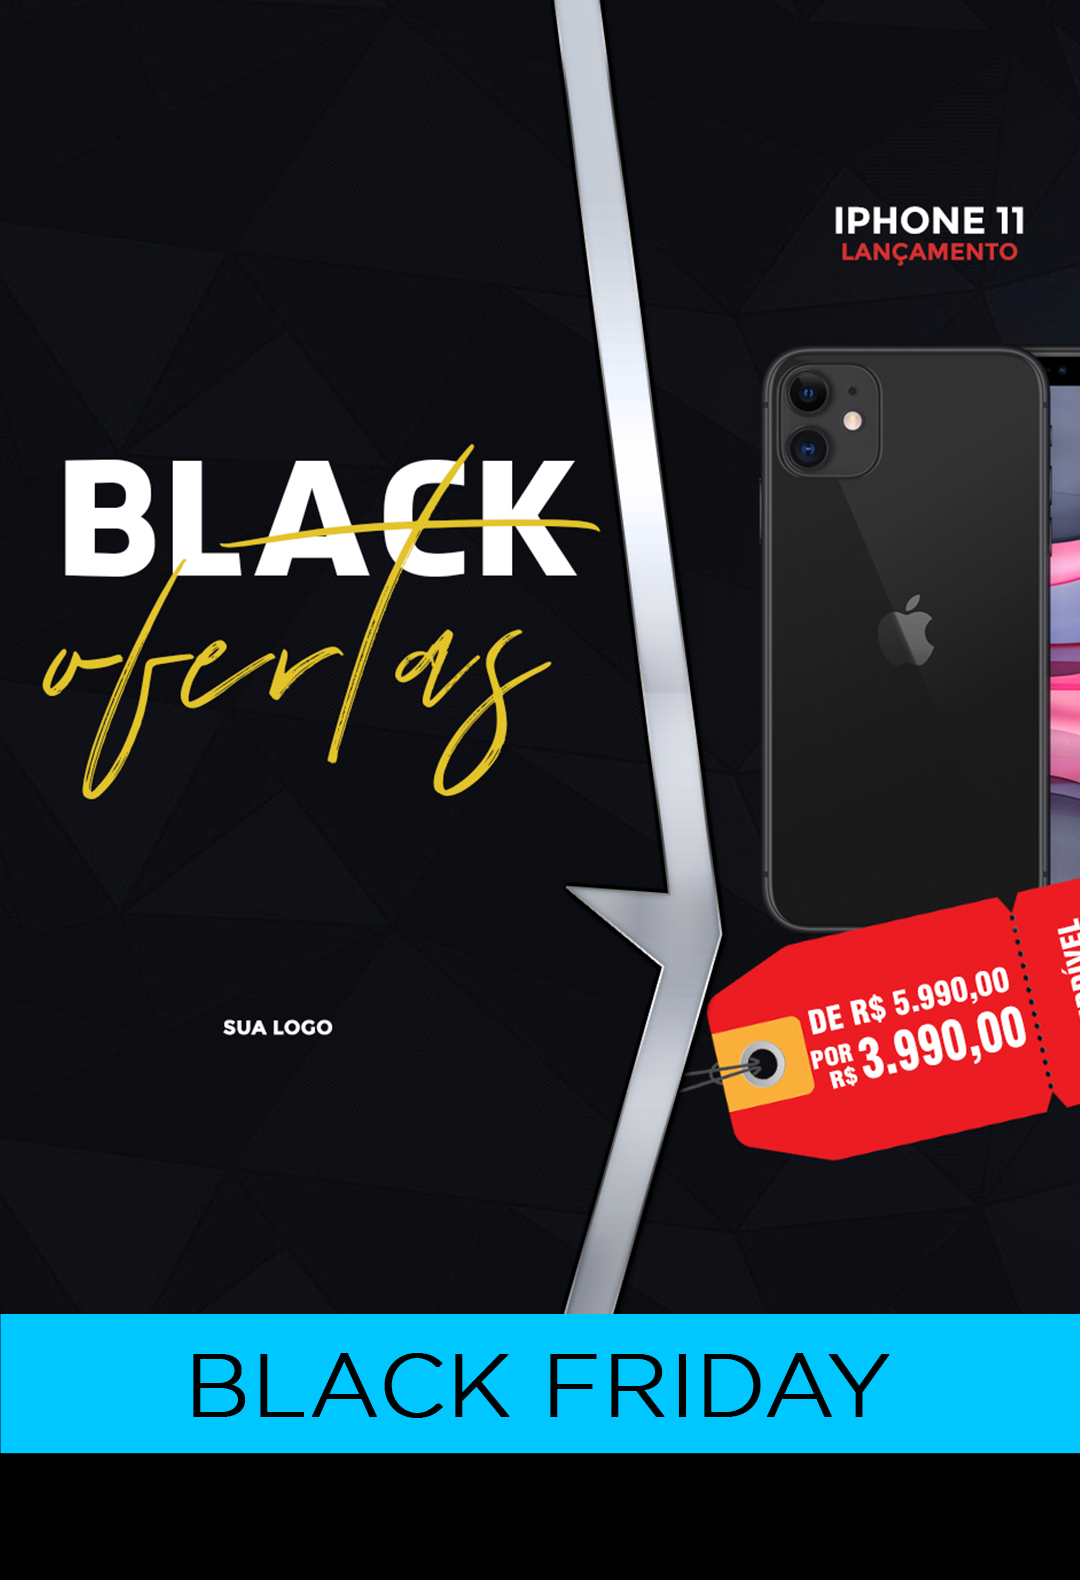 BLACK
ofertas
SUA LOGO
IPHONE 11
LANÇAMENTO
DE R$ 5.990,00
POR R$ 3.990,00
BLACK FRIDAY